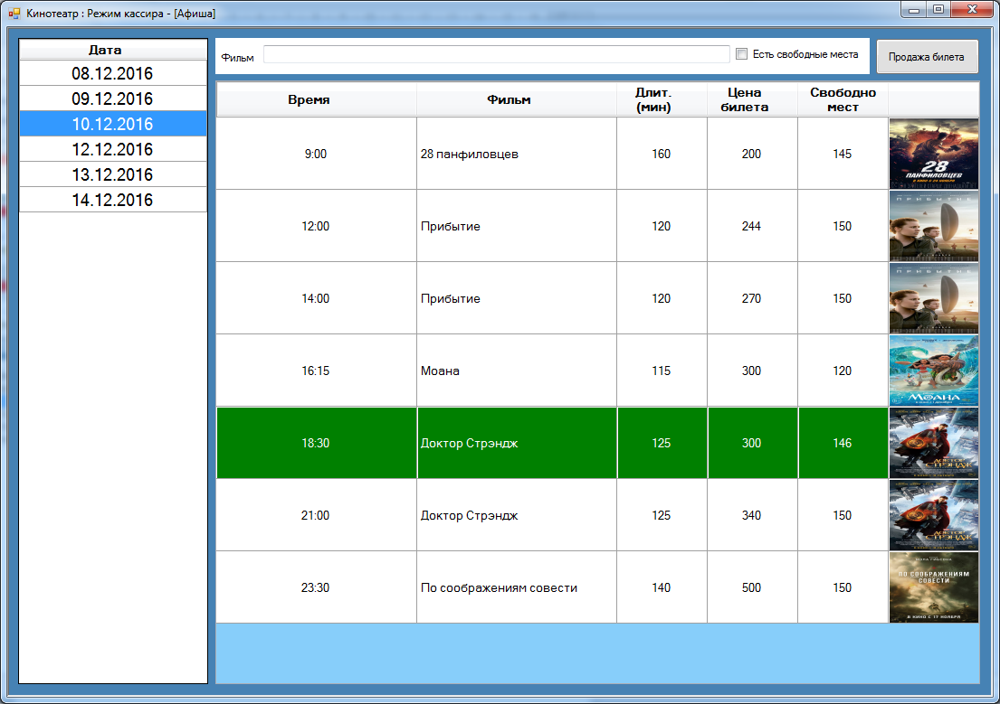 Кинотеатр : Режим кассира - [Афиша]
Дата
08.12.2016
09.12.2016
10.12.2016
12.12.2016
13.12.2016
14.12.2016
Фильм Есть свободные места Продажа билета
Время Фильм Длит. (мин) Цена билета Свободно мест
9:00 28 панфиловцев 160 200 145
28
ПАНФИЛОВЦЕВ
12:00 Прибытие 120 244 150
ПРИБЫТИЕ
14:00 Прибытие 120 270 150
ПРИБЫТИЕ
16:15 Моана 115 300 120
МОАНА
18:30 Доктор Стрэндж 125 300 146
ДОКТОР
СТРЭНДЖ
21:00 Доктор Стрэндж 125 340 150
ДОКТОР
СТРЭНДЖ
23:30 По соображениям совести 140 500 150
ПО СООБРАЖЕНИЯМ
СОВЕСТИ
В КИНО С 17 НОЯБРЯ